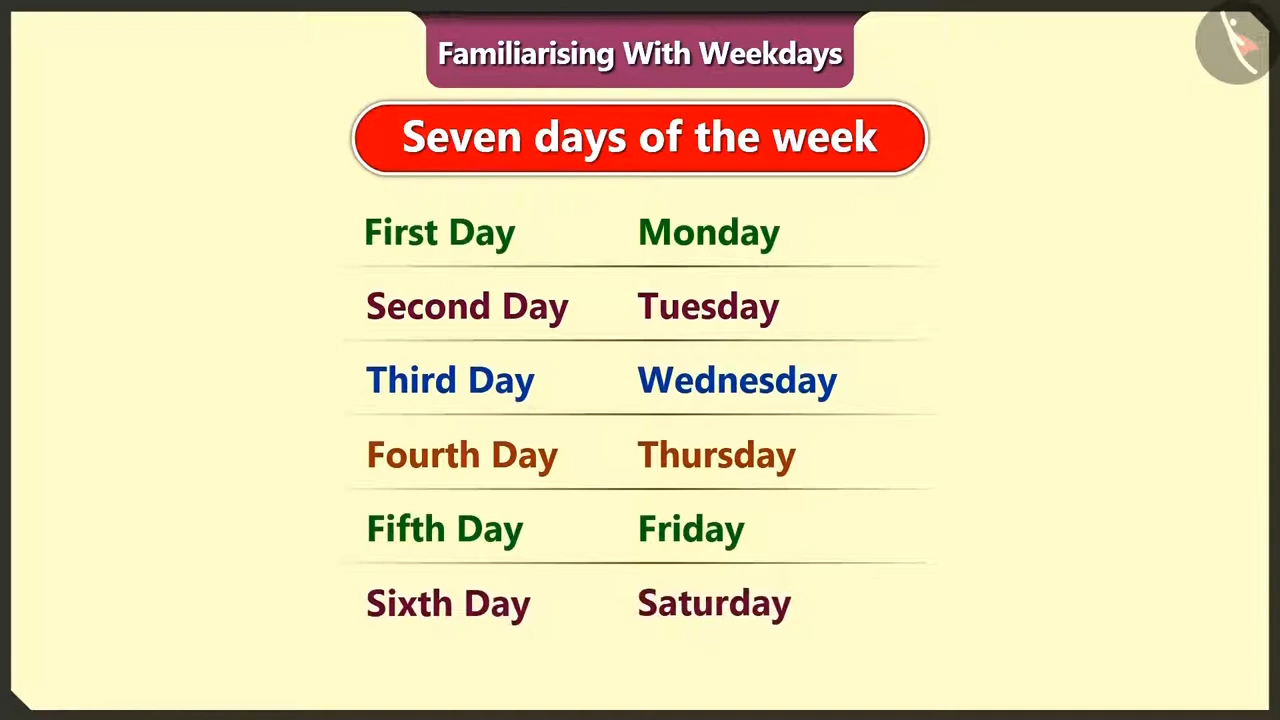 Familiarising With Weekdays
Seven days of the week
First Day Monday
Second Day Tuesday
Third Day Wednesday
Fourth Day Thursday
Fifth Day Friday
Sixth Day Saturday